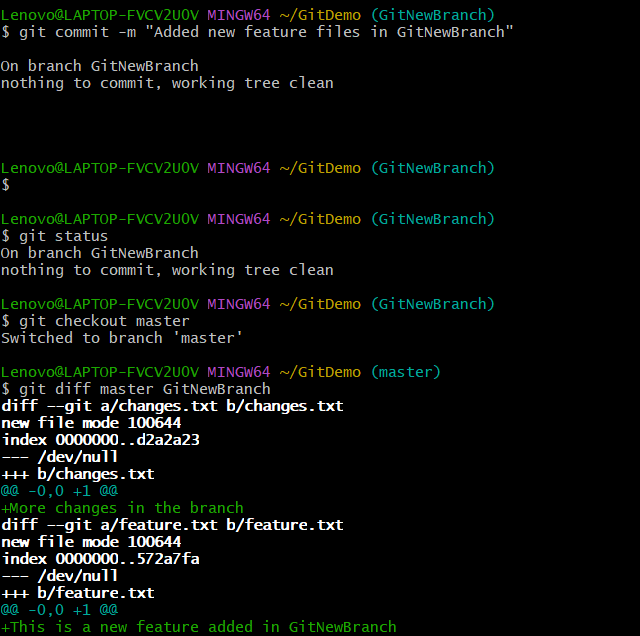 Lenovo@LAPTOP-FVCV2U0V MINGW64 ~/GitDemo (GitNewBranch)
$ git commit -m "Added new feature files in GitNewBranch"
On branch GitNewBranch
nothing to commit, working tree clean
Lenovo@LAPTOP-FVCV2U0V MINGW64 ~/GitDemo (GitNewBranch)
$
Lenovo@LAPTOP-FVCV2U0V MINGW64 ~/GitDemo (GitNewBranch)
$ git status
On branch GitNewBranch
nothing to commit, working tree clean
Lenovo@LAPTOP-FVCV2U0V MINGW64 ~/GitDemo (GitNewBranch)
$ git checkout master
Switched to branch 'master'
Lenovo@LAPTOP-FVCV2U0V MINGW64 ~/GitDemo (master)
$ git diff master GitNewBranch
diff --git a/changes.txt b/changes.txt
new file mode 100644
index 0000000..d2a2a23
--- /dev/null
+++ b/changes.txt
@@ -0,0 +1 @@
+More changes in the branch
diff --git a/feature.txt b/feature.txt
new file mode 100644
index 0000000..572a7fa
--- /dev/null
+++ b/feature.txt
@@ -0,0 +1 @@
+This is a new feature added in GitNewBranch